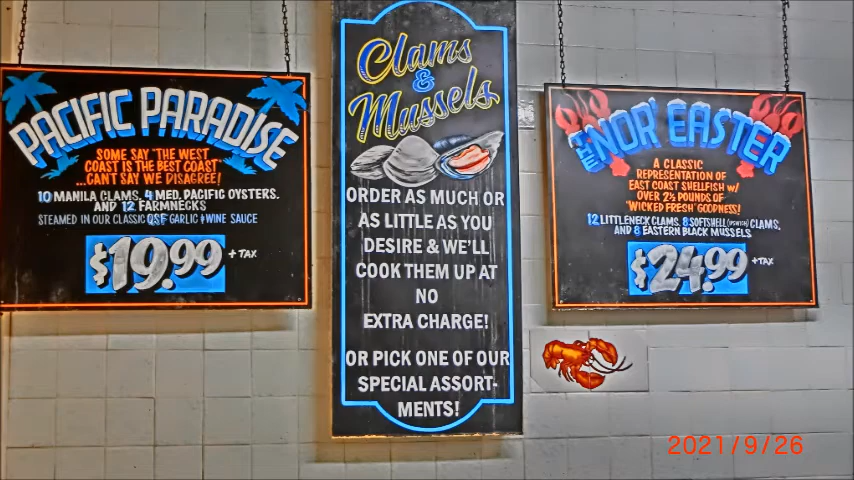 PACIFIC PARADISE
SOME SAY "THE WEST
COAST IS THE BEST COAST"
...CAN'T SAY WE DISAGREE!
10 MANILA CLAMS, 4 MED. PACIFIC OYSTERS,
AND 12 FARMNECKS
STEAMED IN OUR CLASSIC QSF GARLIC & WINE SAUCE
$19.99 + TAX
Clams
&
Mussels
ORDER AS MUCH OR
AS LITTLE AS YOU
DESIRE & WE'LL
COOK THEM UP AT
NO
EXTRA CHARGE!
OR PICK ONE OF OUR
SPECIAL ASSORT-
MENTS!
THE NOR' EASTER
A CLASSIC
REPRESENTATION OF
EAST COAST SHELLFISH w/
OVER 2½ POUNDS OF
"WICKED FRESH" GOODNESS!
12 LITTLENECK CLAMS, 8 SOFTSHELL (IPSWICH) CLAMS,
AND 8 EASTERN BLACK MUSSELS
$24.99 + TAX
2021/9/26